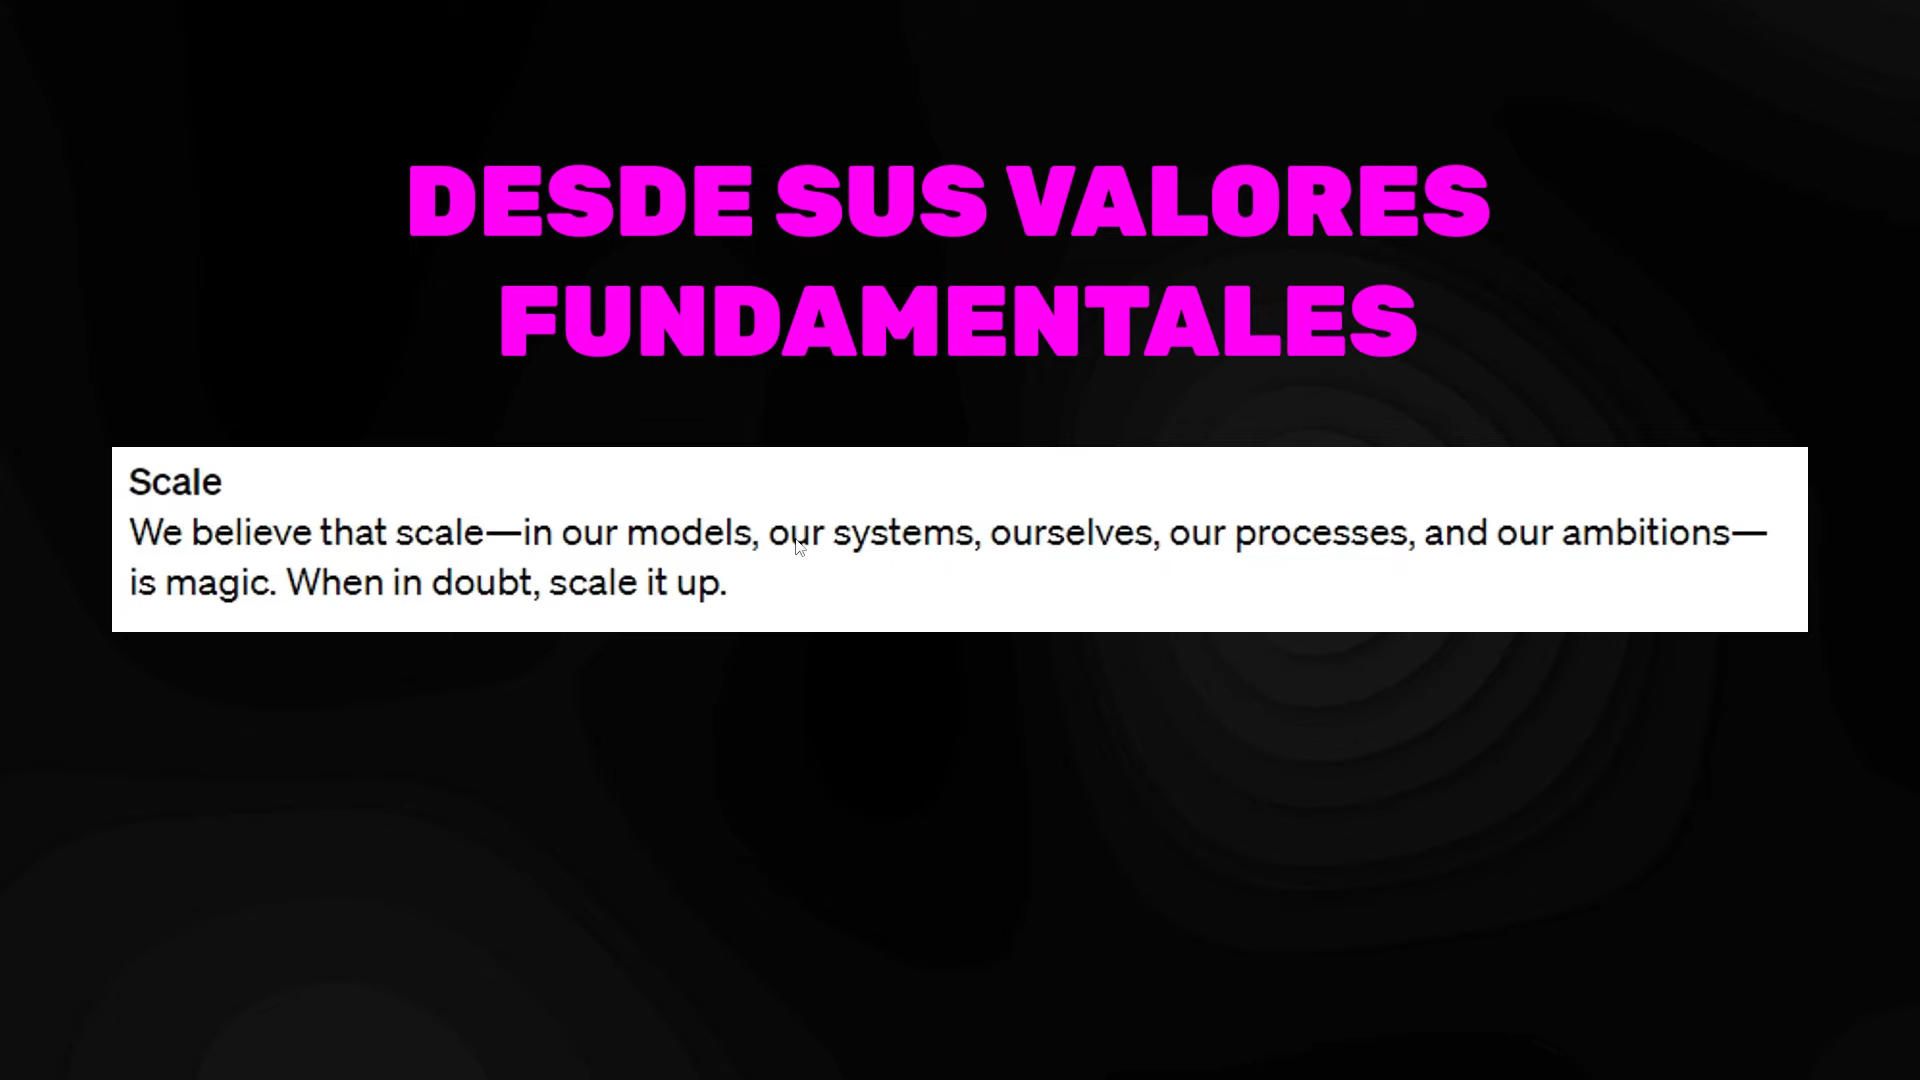 DESDE SUS VALORES
FUNDAMENTALES
Scale
We believe that scale—in our models, our systems, ourselves, our processes, and our ambitions—
is magic. When in doubt, scale it up.